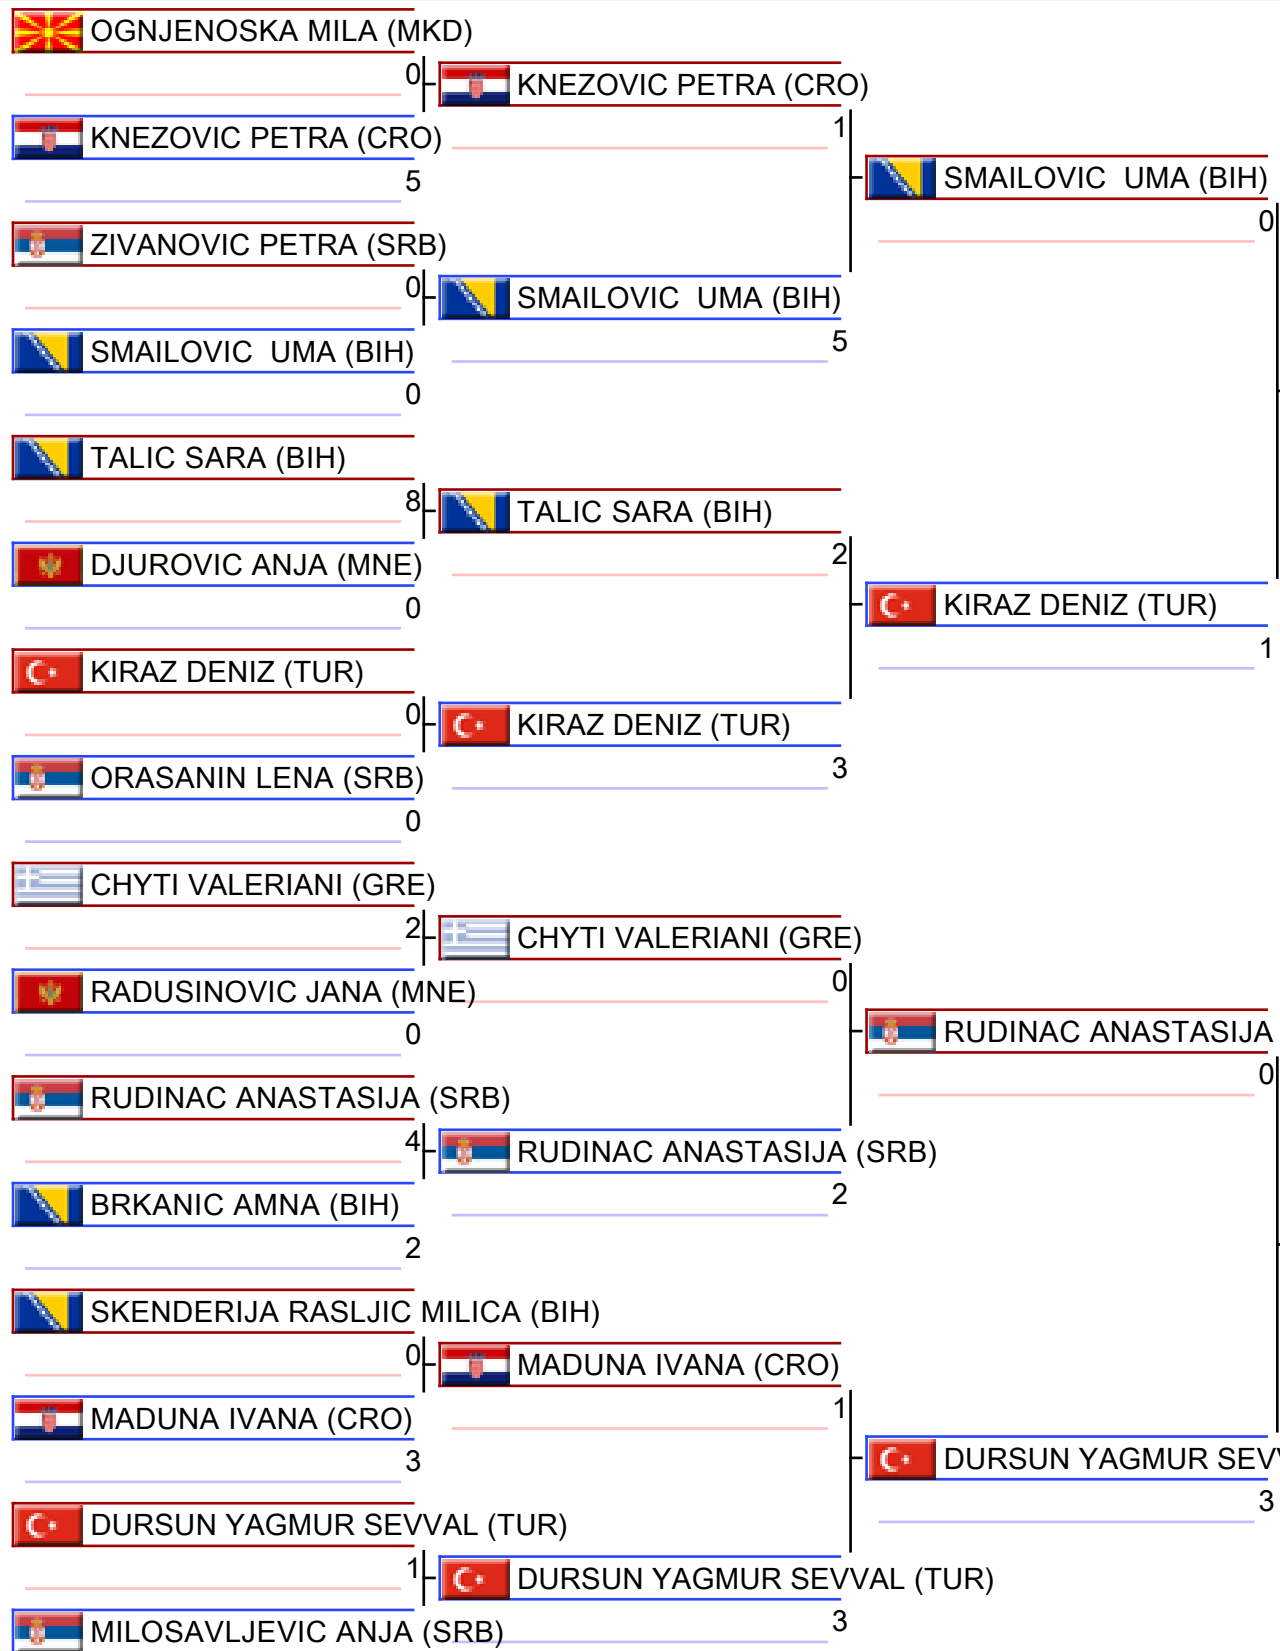 OGNJENOSKA MILA (MKD)
0
KNEZOVIC PETRA (CRO)
5
ZIVANOVIC PETRA (SRB)
0
SMAILOVIC  UMA (BIH)
0
TALIC SARA (BIH)
8
DJUROVIC ANJA (MNE)
0
KIRAZ DENIZ (TUR)
0
ORASANIN LENA (SRB)
0
CHYTI VALERIANI (GRE)
2
RADUSINOVIC JANA (MNE)
0
RUDINAC ANASTASIJA (SRB)
4
BRKANIC AMNA (BIH)
2
SKENDERIJA RASLJIC MILICA (BIH)
0
MADUNA IVANA (CRO)
3
DURSUN YAGMUR SEVVAL (TUR)
1
MILOSAVLJEVIC ANJA (SRB)
KNEZOVIC PETRA (CRO)
1
SMAILOVIC  UMA (BIH)
5
TALIC SARA (BIH)
2
KIRAZ DENIZ (TUR)
3
CHYTI VALERIANI (GRE)
0
RUDINAC ANASTASIJA (SRB)
2
MADUNA IVANA (CRO)
1
DURSUN YAGMUR SEVVAL (TUR)
3
SMAILOVIC  UMA (BIH)
0
KIRAZ DENIZ (TUR)
1
RUDINAC ANASTASIJA
0
DURSUN YAGMUR SEV
3